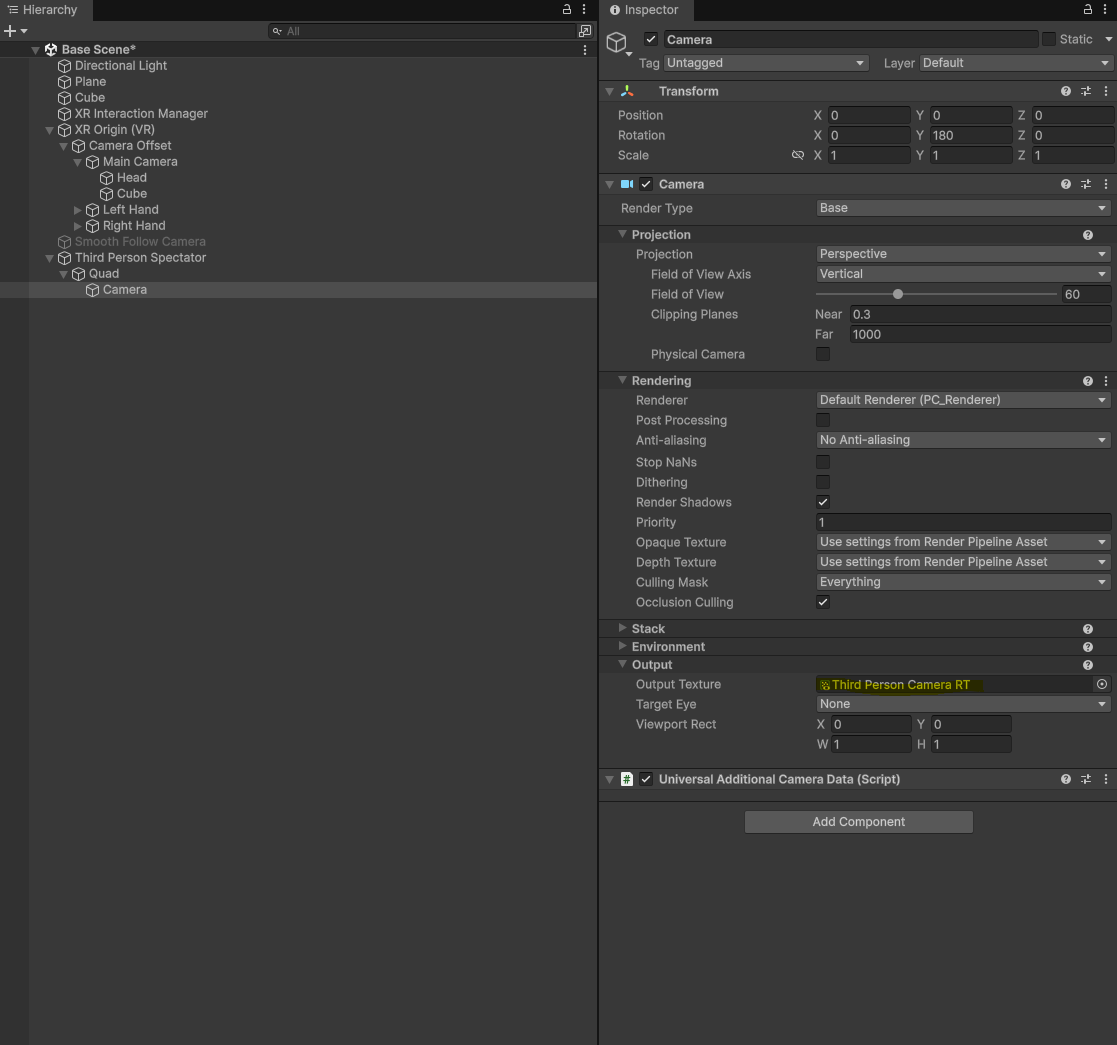 Hierarchy
All
Base Scene*
Directional Light
Plane
Cube
XR Interaction Manager
XR Origin (VR)
Camera Offset
Main Camera
Head
Cube
Left Hand
Right Hand
Smooth Follow Camera
Third Person Spectator
Quad
Camera
Inspector
Camera Static
Tag Untagged Layer Default
Transform
Position X 0 Y 0 Z 0
Rotation X 0 Y 180 Z 0
Scale X 1 Y 1 Z 1
Camera
Render Type Base
Projection
Projection Perspective
Field of View Axis Vertical
Field of View 60
Clipping Planes Near 0.3
Far 1000
Physical Camera
Rendering
Renderer Default Renderer (PC_Renderer)
Post Processing
Anti-aliasing No Anti-aliasing
Stop NaNs
Dithering
Render Shadows
Priority 1
Opaque Texture Use settings from Render Pipeline Asset
Depth Texture Use settings from Render Pipeline Asset
Culling Mask Everything
Occlusion Culling
Stack
Environment
Output
Output Texture Third Person Camera RT
Target Eye None
Viewport Rect X 0 Y 0
W 1 H 1
# Universal Additional Camera Data (Script)
Add Component